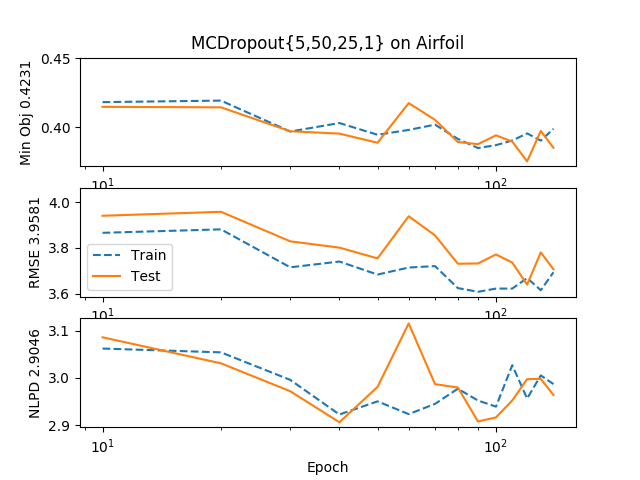 MCDropout{5,50,25,1} on Airfoil
Min Obj 0.4231
0.45
0.40
10¹
10²
RMSE 3.9581
4.0
3.8
3.6
Train
Test
10¹
10²
NLPD 2.9046
3.1
3.0
2.9
10¹
10²
Epoch